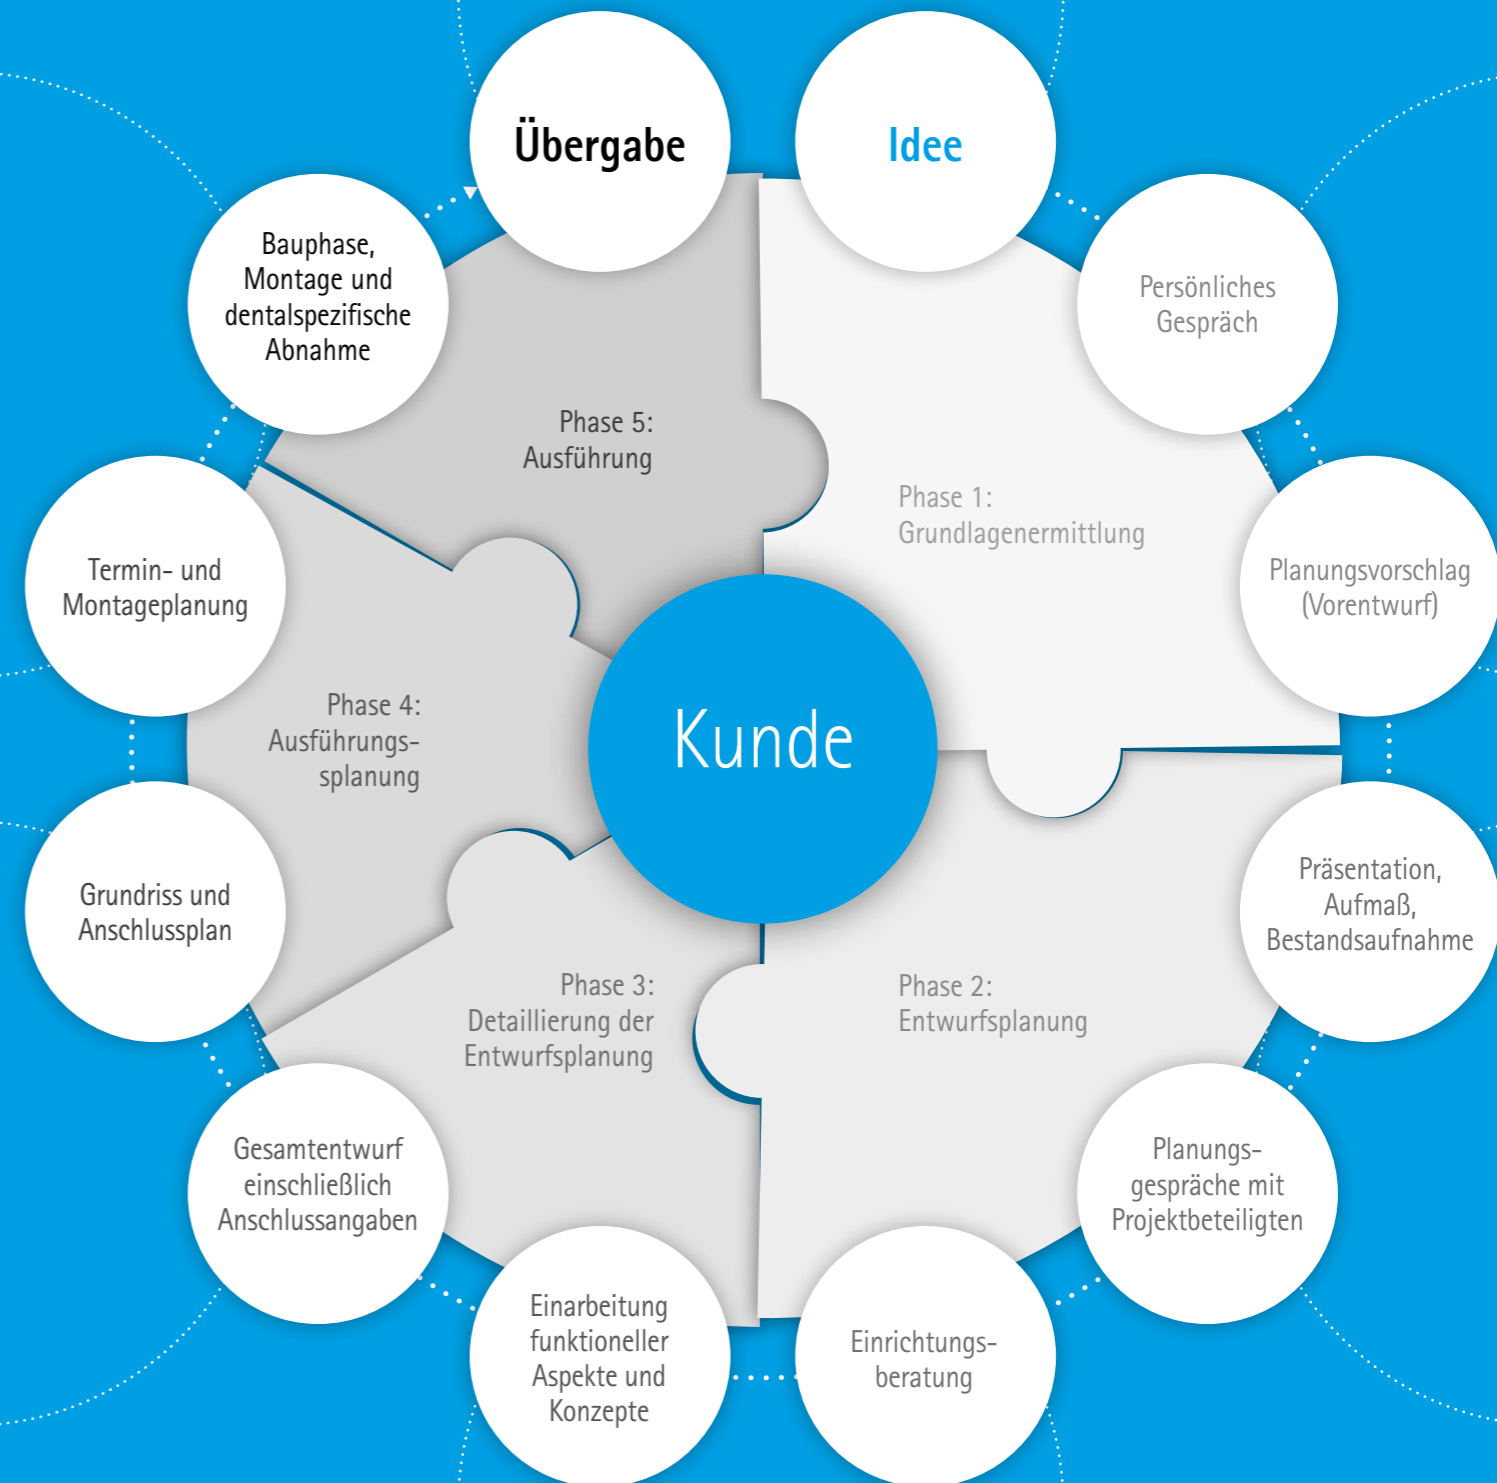 Übergabe
Idee
Persönliches
Gespräch
Planungsvorschlag
(Vorentwurf)
Präsentation,
Aufmaß,
Bestandsaufnahme
Planungs-
gespräche mit
Projektbeteiligten
Einrichtungs-
beratung
Einarbeitung
funktioneller
Aspekte und
Konzepte
Gesamtentwurf
einschließlich
Anschlussangaben
Grundriss und
Anschlussplan
Termin- und
Montageplanung
Bauphase,
Montage und
dentalspezifische
Abnahme
Phase 1:
Grundlagenermittlung
Phase 2:
Entwurfsplanung
Phase 3:
Detaillierung der
Entwurfsplanung
Phase 4:
Ausführungs-
splanung
Phase 5:
Ausführung
Kunde